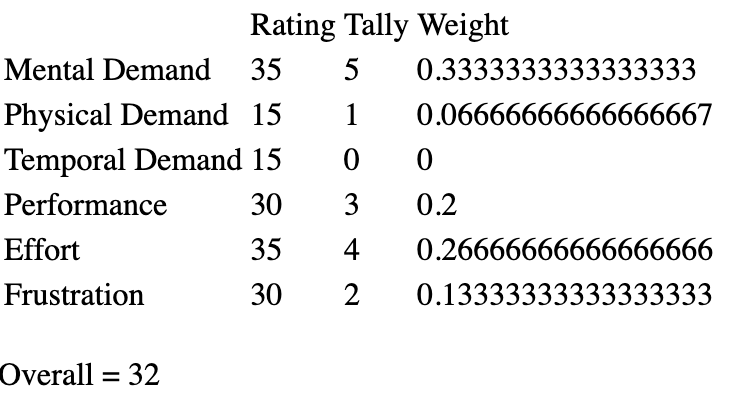 Rating Tally Weight
Mental Demand 35 5 0.3333333333333333
Physical Demand 15 1 0.06666666666666667
Temporal Demand 15 0 0
Performance 30 3 0.2
Effort 35 4 0.26666666666666666
Frustration 30 2 0.13333333333333333
Overall = 32